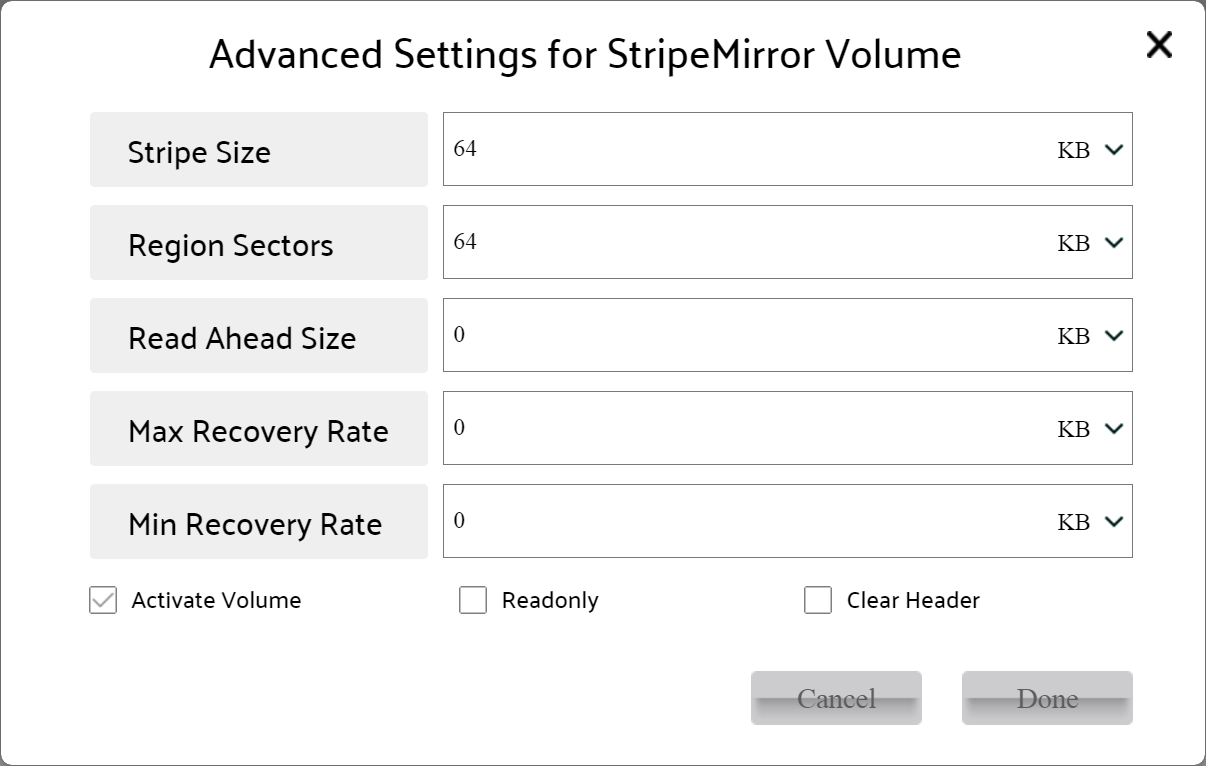 Advanced Settings for StripeMirror Volume
Stripe Size 64 KB
Region Sectors 64 KB
Read Ahead Size 0 KB
Max Recovery Rate 0 KB
Min Recovery Rate 0 KB
Activate Volume Readonly Clear Header
Cancel Done